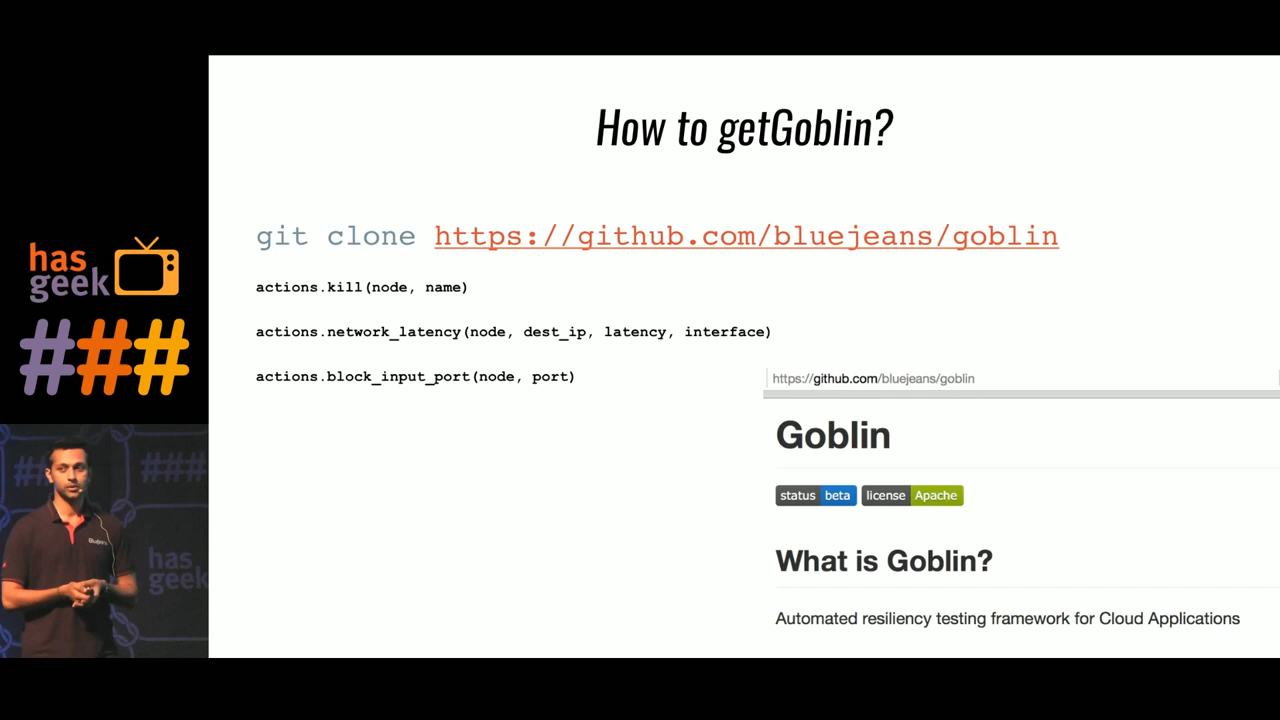 How to getGoblin?
git clone https://github.com/bluejeans/goblin
actions.kill(node, name)
actions.network_latency(node, dest_ip, latency, interface)
actions.block_input_port(node, port)
https://github.com/bluejeans/goblin
Goblin
status beta license Apache
What is Goblin?
Automated resiliency testing framework for Cloud Applications
has
geek
###
###
has
geek